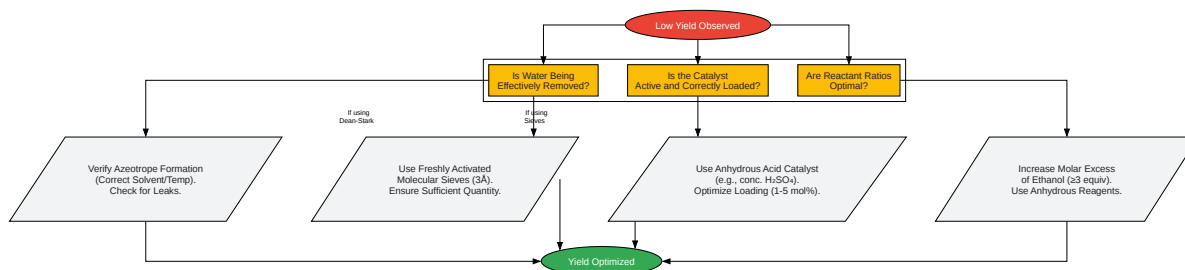 Low Yield Observed
Is Water Being
Effectively Removed?
Is the Catalyst
Active and Correctly Loaded?
Are Reactant Ratios
Optimal?
If using
Dean-Stark
If using
Sieves
Verify Azeotrope Formation
(Correct Solvent/Temp).
Check for Leaks.
Use Freshly Activated
Molecular Sieves (3Å).
Ensure Sufficient Quantity.
Use Anhydrous Acid Catalyst
(e.g., conc. H₂SO₄).
Optimize Loading (1-5 mol%).
Increase Molar Excess
of Ethanol (≥3 equiv).
Use Anhydrous Reagents.
Yield Optimized